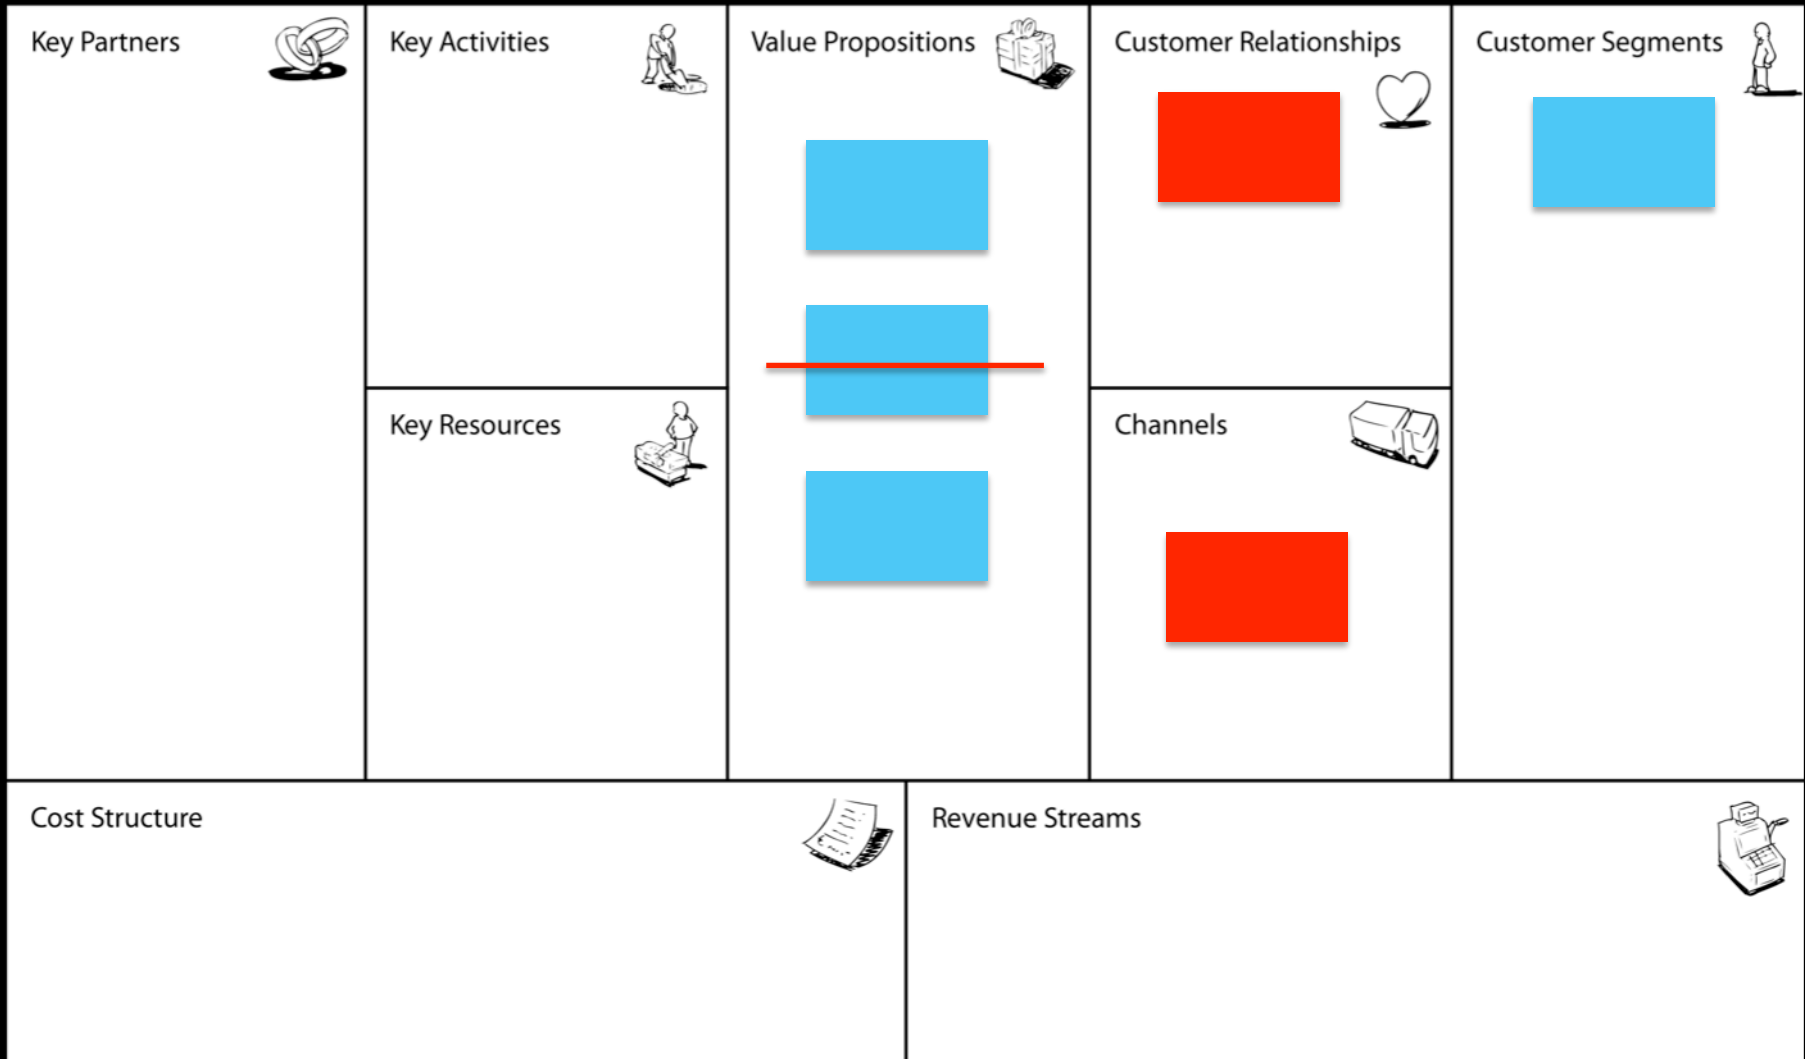 Key Partners
Key Activities
Value Propositions
Customer Relationships
Customer Segments
Key Resources
Channels
Cost Structure
Revenue Streams